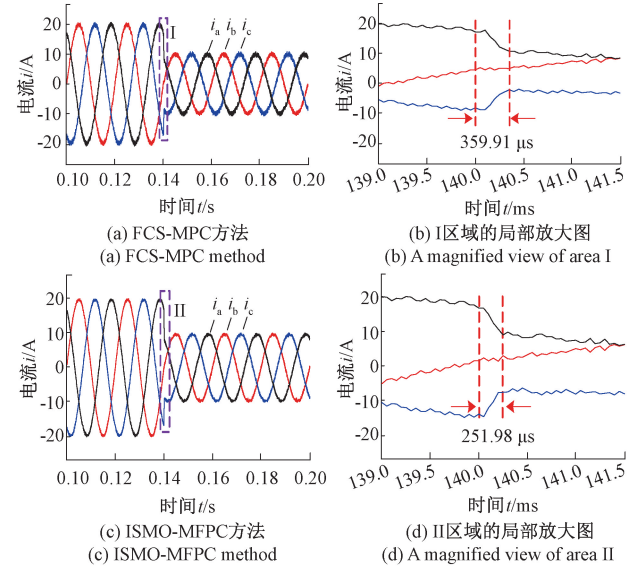 20
10
0
-10
-20
电流i/A
I
ia ib ic
0.10 0.12 0.14 0.16 0.18 0.20
时间t/s
(a) FCS-MPC方法
(a) FCS-MPC method
20
10
0
-10
20
电流i/A
359.91 μs
139.0 139.5 140.0 140.5 141.0 141.5
时间t/ms
(b) I区域的局部放大图
(b) A magnified view of area I
20
10
0
-10
-20
电流i/A
II
ia ib ic
0.10 0.12 0.14 0.16 0.18 0.20
时间t/s
(c) ISMO-MFPC方法
(c) ISMO-MFPC method
20
10
0
-10
-20
电流i/A
251.98 μs
139.0 139.5 140.0 140.5 141.0 141.5
时间t/ms
(d) II区域的局部放大图
(d) A magnified view of area II